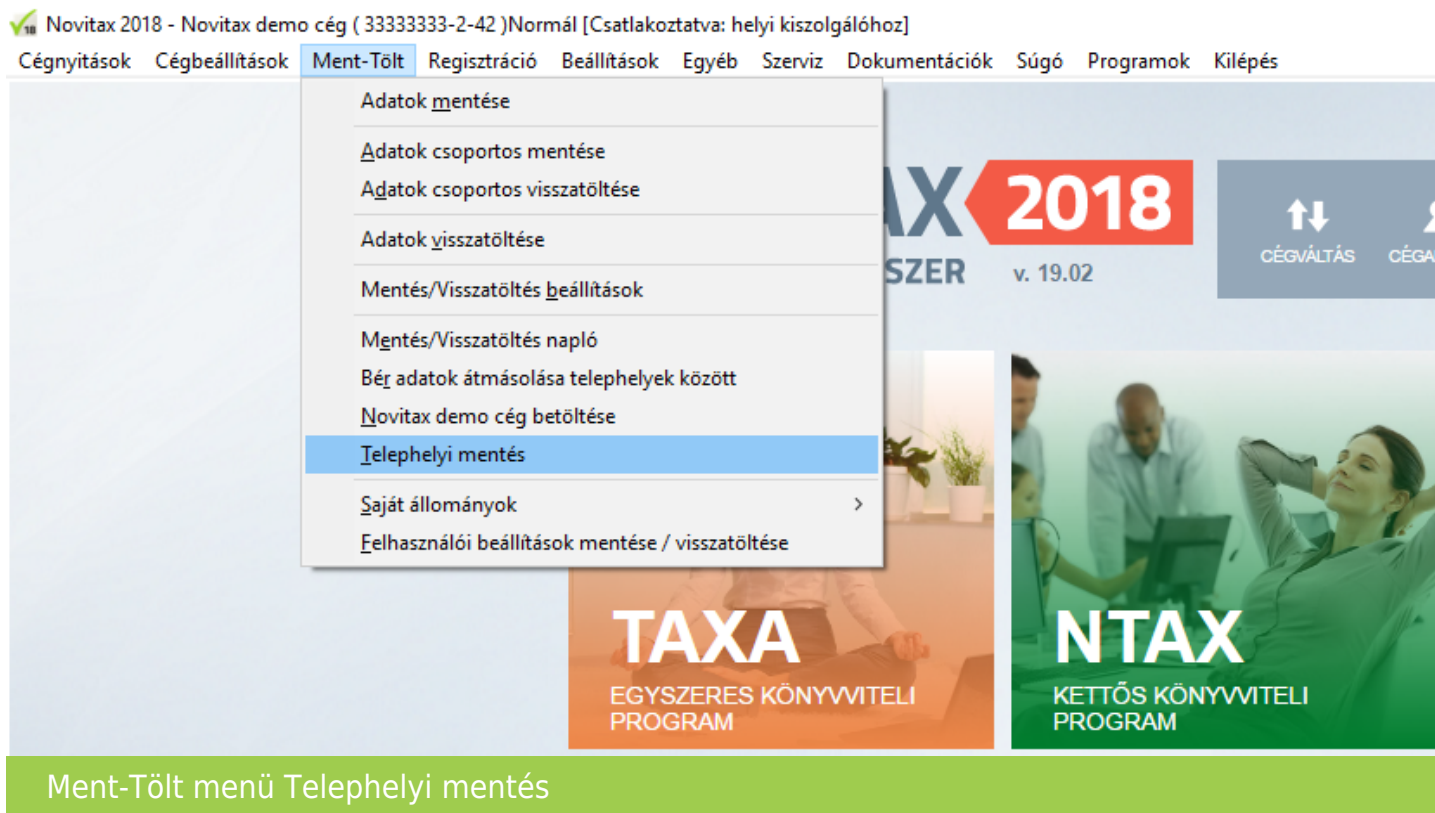 Novitax 2018 - Novitax demo cég ( 33333333-2-42 )Normál [Csatlakoztatva: helyi kiszolgálóhoz]
Cégnyitások Cégbeállítások Ment-Tölt Regisztráció Beállítások Egyéb Szerviz Dokumentációk Súgó Programok Kilépés
Adatok mentése
Adatok csoportos mentése
Adatok csoportos visszatöltése
Adatok visszatöltése
Mentés/Visszatöltés beállítások
Mentés/Visszatöltés napló
Bér adatok átmásolása telephelyek között
Novitax demo cég betöltése
Telephelyi mentés
Saját állományok
Felhasználói beállítások mentése / visszatöltése
AX 2018
SZER v. 19.02
CÉGVÁLTÁS
TAXA
EGYSZERES KÖNYVVITELI
PROGRAM
NTAX
KETTŐS KÖNYVVITELI
PROGRAM
Ment-Tölt menü Telephelyi mentés